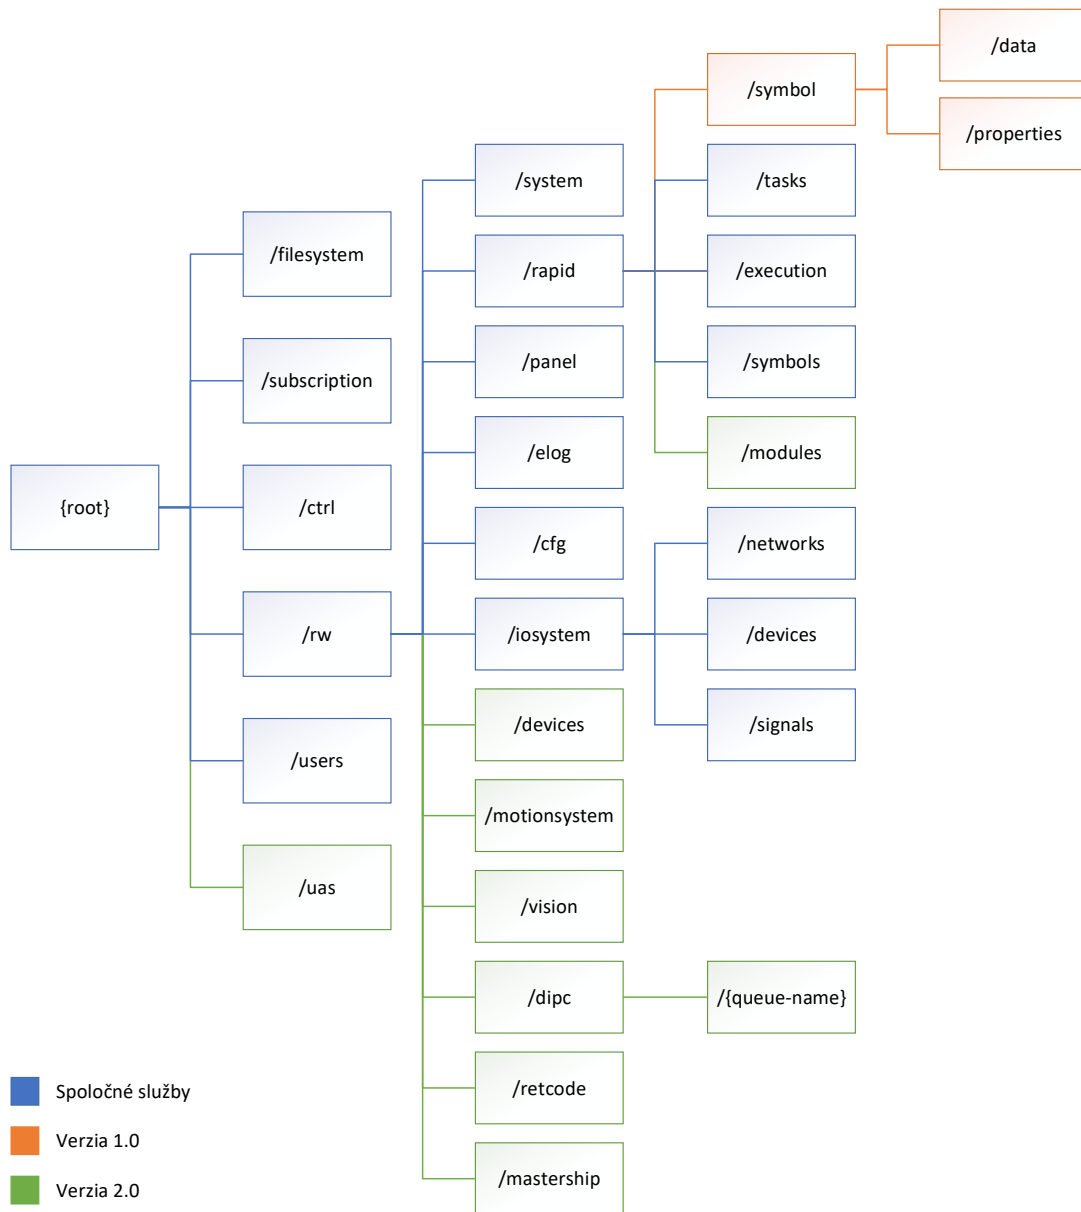 {root}
/filesystem
/subscription
/ctrl
/rw
/users
/uas
/system
/rapid
/panel
/elog
/cfg
/iosystem
/devices
/motionsystem
/vision
/dipc
/retcode
/mastership
/symbol
/tasks
/execution
/symbols
/modules
/networks
/devices
/signals
/{queue-name}
/data
/properties
Spoločné služby
Verzia 1.0
Verzia 2.0